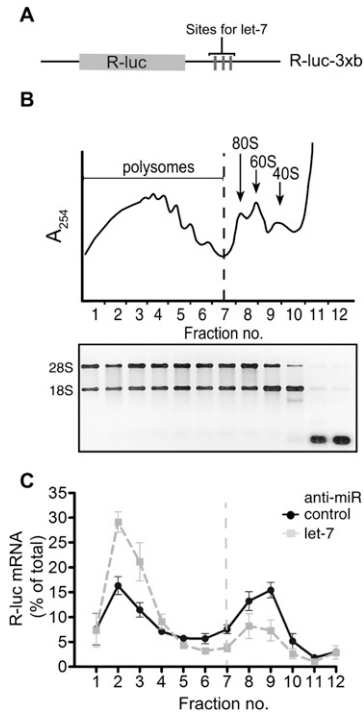 A
Sites for let-7
R-luc
R-luc-3xb
B
80S
60S
40S
polysomes
A254
1 2 3 4 5 6 7 8 9 10 11 12
Fraction no.
28S
18S
C
anti-miR
control
let-7
R-luc mRNA
(% of total)
35
30
25
20
15
10
5
0
1 2 3 4 5 6 7 8 9 10 11 12
Fraction no.